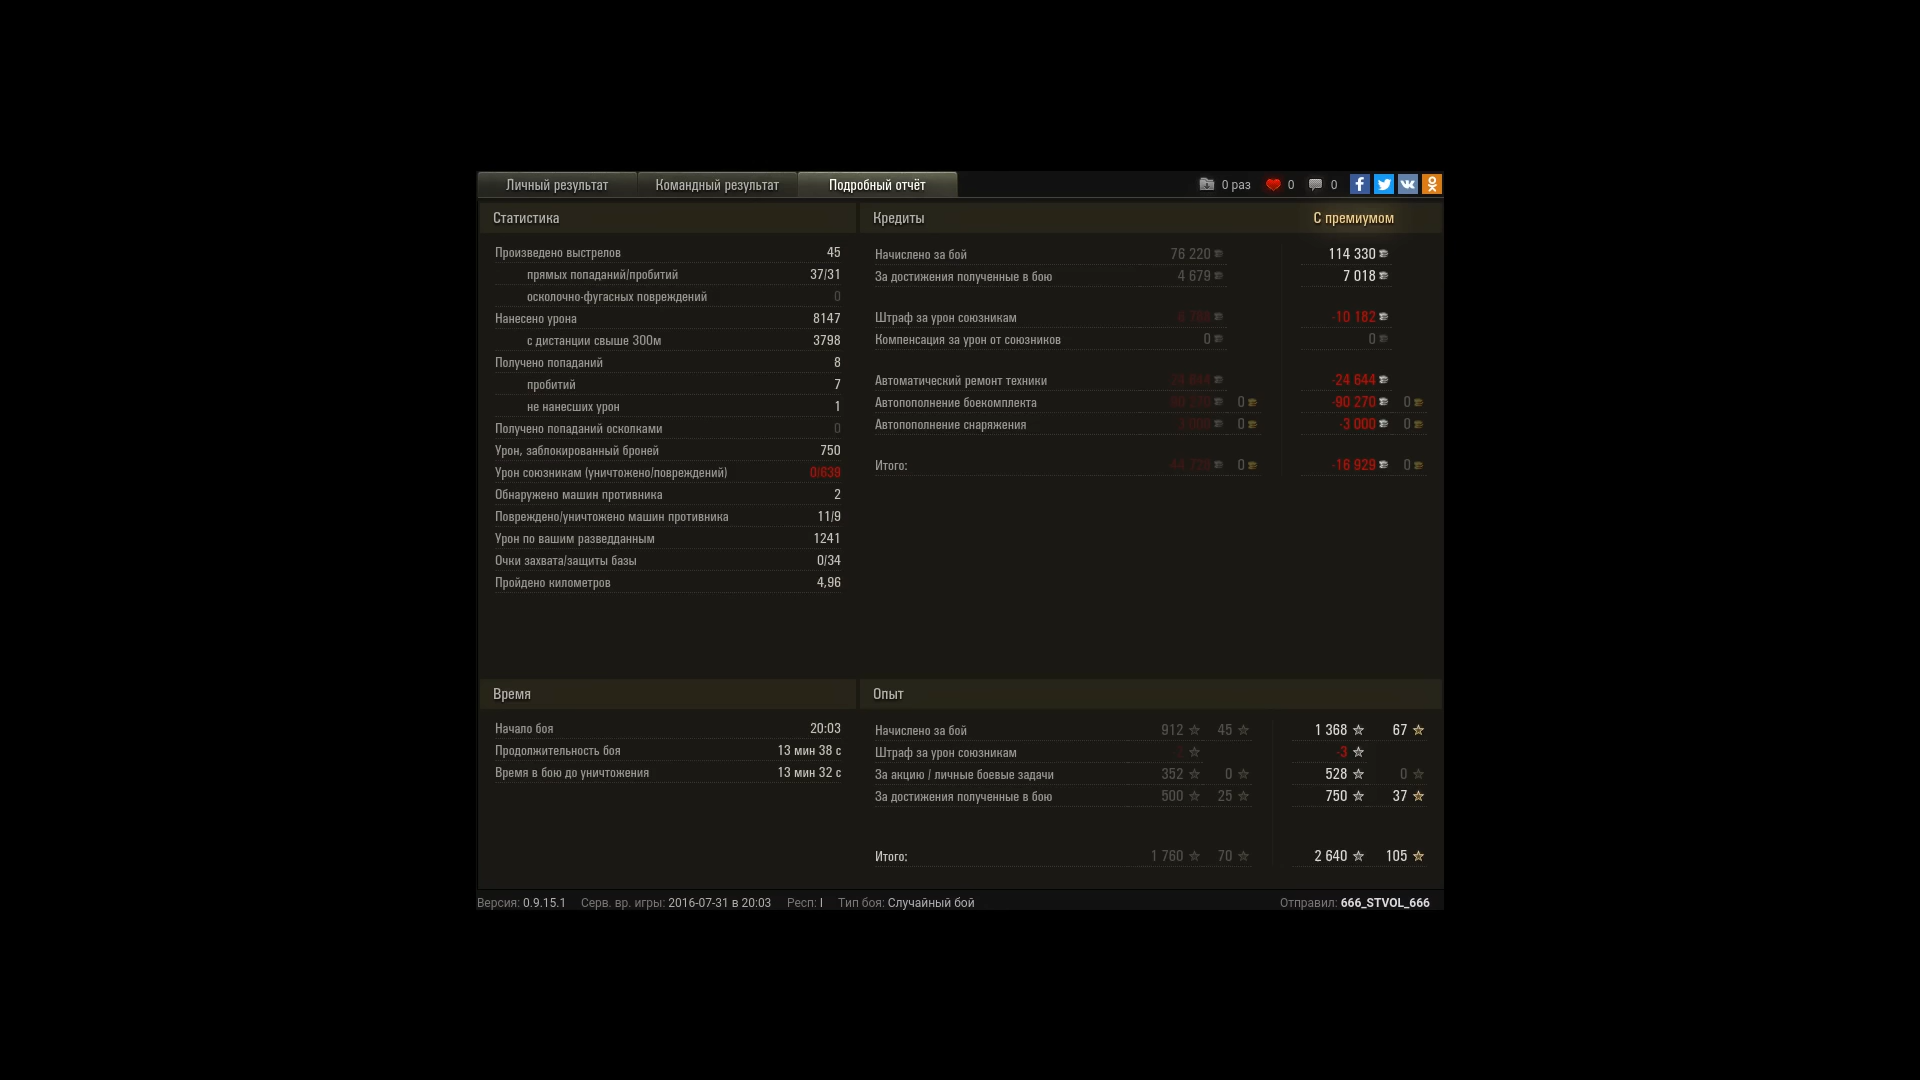 Личный результат Командный результат Подробный отчёт 0 раз 0 0
Статистика
Произведено выстрелов 45
прямых попаданий/пробитий 37/31
осколочно-фугасных повреждений 0
Нанесено урона 8147
с дистанции свыше 300м 3798
Получено попаданий 8
пробитий 7
не нанесших урон 1
Получено попаданий осколками 0
Урон, заблокированный броней 750
Урон союзникам (уничтожено/повреждений) 0/639
Обнаружено машин противника 2
Повреждено/уничтожено машин противника 11/9
Урон по вашим разведданным 1241
Очки захвата/защиты базы 0/34
Пройдено километров 4,96
Кредиты С премиумом
Начислено за бой 76 220 114 330
За достижения полученные в бою 4 679 7 018
Штраф за урон союзникам -10 182
Компенсация за урон от союзников 0 0
Автоматический ремонт техники -24 644
Автопополнение боекомплекта 0 -90 270 0
Автопополнение снаряжения 0 -3 000 0
Итого: 0 -16 929 0
Время
Начало боя 20:03
Продолжительность боя 13 мин 38 с
Время в бою до уничтожения 13 мин 32 с
Опыт
Начислено за бой 912 45 1 368 67
Штраф за урон союзникам -3
За акцию / личные боевые задачи 352 0 528 0
За достижения полученные в бою 500 25 750 37
Итого: 1 760 70 2 640 105
Версия: 0.9.15.1 Серв. вр. игры: 2016-07-31 в 20:03 Респ: I Тип боя: Случайный бой Отправил: 666_STVOL_666